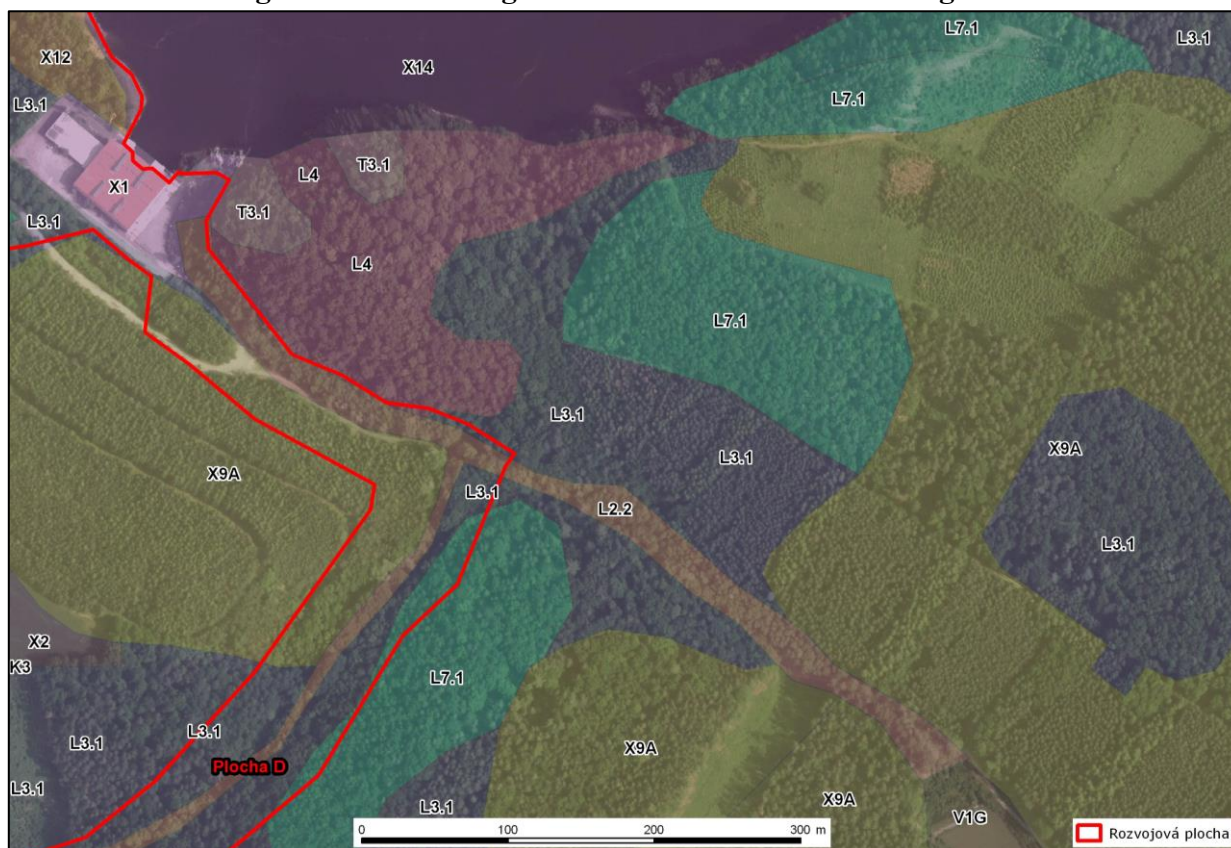 L7.1
L3.1
X12
X14
L3.1
L7.1
T3.1
L4
X1
T3.1
L3.1
L4
L7.1
L3.1
X9A
L3.1
X9A
L3.1
L2.2
L3.1
X2
K3
L7.1
L3.1
L3.1
X9A
Plocha D
L3.1
X9A
L3.1
V1G
0 100 200 300 m
Rozvojová plocha